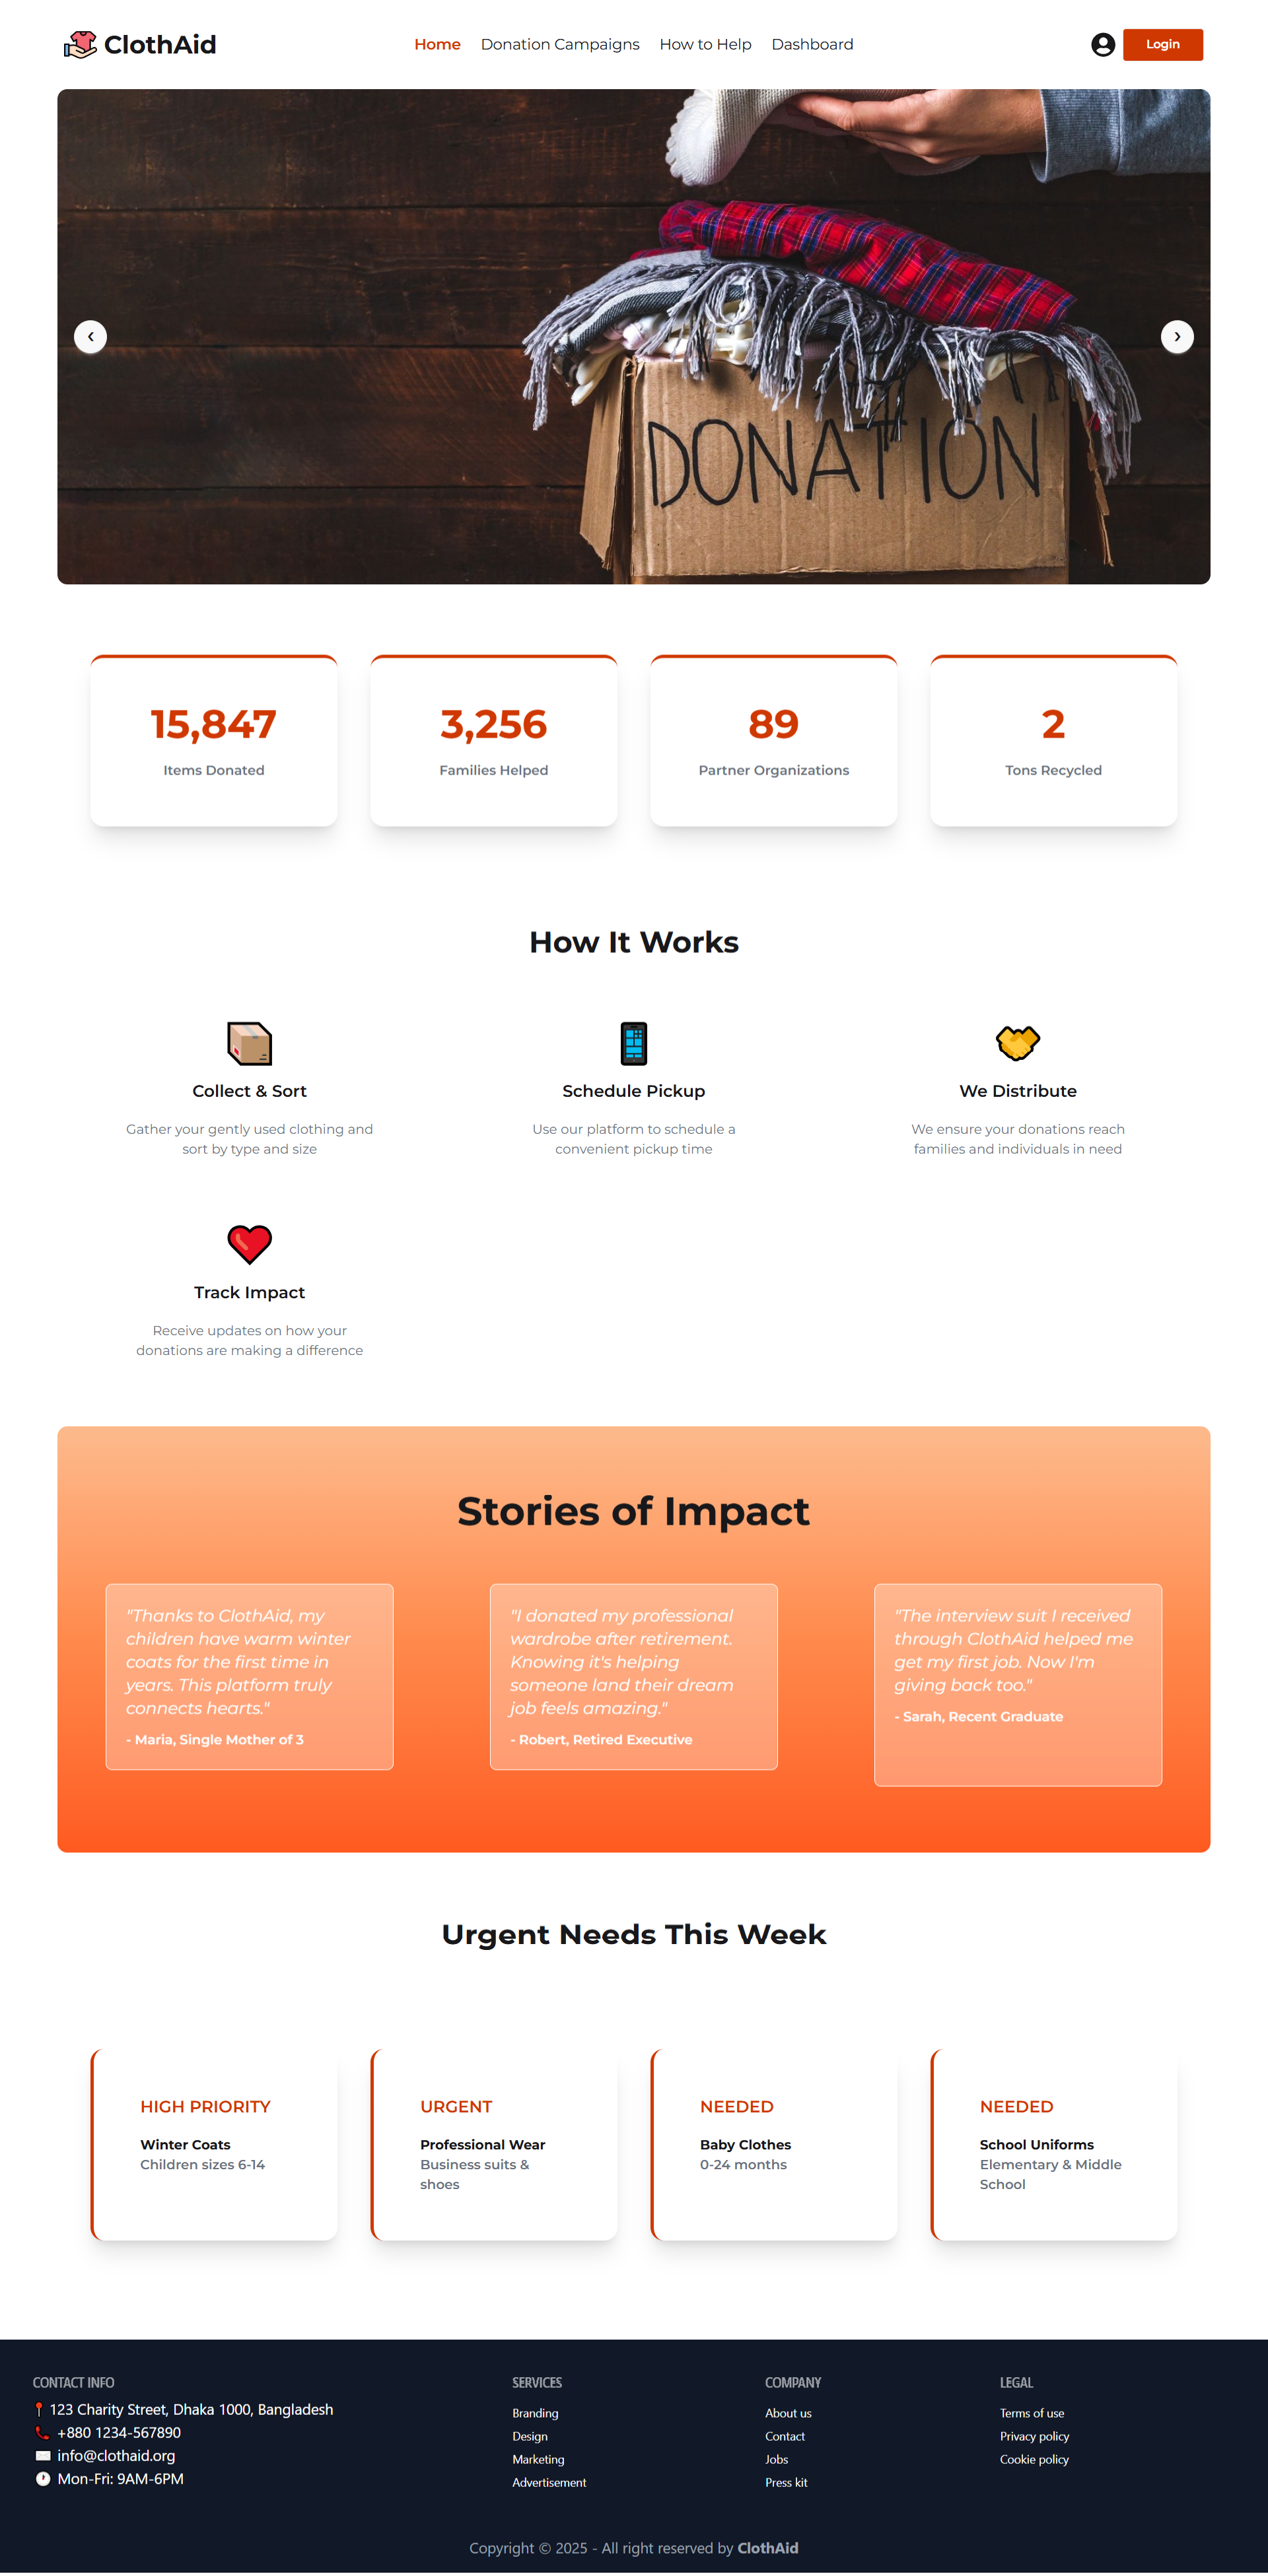 ClothAid
Home Donation Campaigns How to Help Dashboard
Login
DONATION
15,847
Items Donated
3,256
Families Helped
89
Partner Organizations
2
Tons Recycled
How It Works
Collect & Sort
Gather your gently used clothing and
sort by type and size
Schedule Pickup
Use our platform to schedule a
convenient pickup time
We Distribute
We ensure your donations reach
families and individuals in need
Track Impact
Receive updates on how your
donations are making a difference
Stories of Impact
"Thanks to ClothAid, my
children have warm winter
coats for the first time in
years. This platform truly
connects hearts."
- Maria, Single Mother of 3
"I donated my professional
wardrobe after retirement.
Knowing it's helping
someone land their dream
job feels amazing."
- Robert, Retired Executive
"The interview suit I received
through ClothAid helped me
get my first job. Now I'm
giving back too."
- Sarah, Recent Graduate
Urgent Needs This Week
HIGH PRIORITY
Winter Coats
Children sizes 6-14
URGENT
Professional Wear
Business suits &
shoes
NEEDED
Baby Clothes
0-24 months
NEEDED
School Uniforms
Elementary & Middle
School
CONTACT INFO
123 Charity Street, Dhaka 1000, Bangladesh
+880 1234-567890
info@clothaid.org
Mon-Fri: 9AM-6PM
SERVICES
Branding
Design
Marketing
Advertisement
COMPANY
About us
Contact
Jobs
Press kit
LEGAL
Terms of use
Privacy policy
Cookie policy
Copyright © 2025 - All right reserved by ClothAid